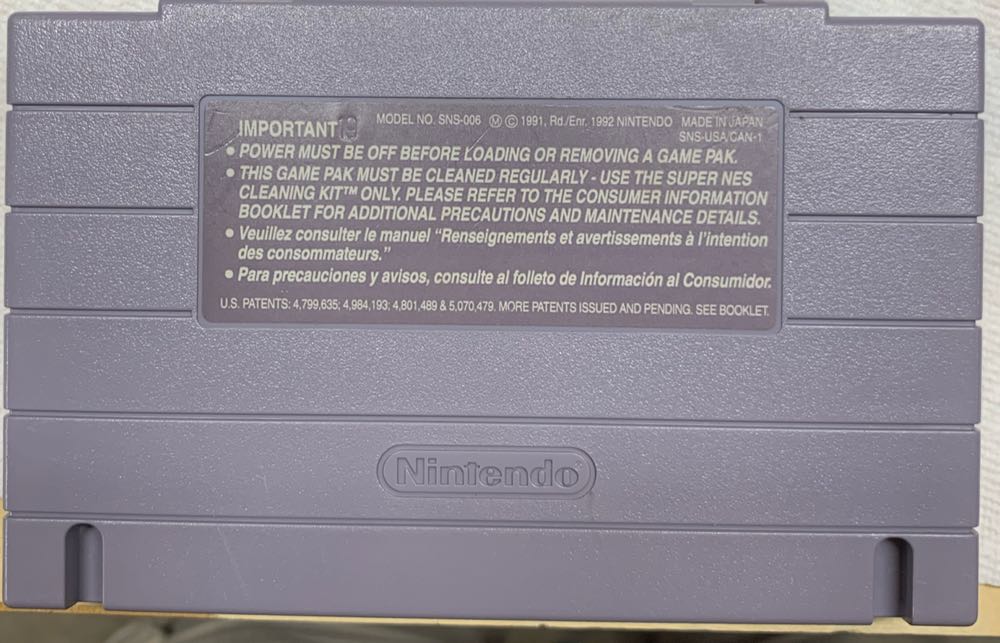 IMPORTANT: MODEL NO. SNS-006 Ⓜ © 1991, Rd./Enr. 1992 NINTENDO MADE IN JAPAN
SNS-USA/CAN-1
• POWER MUST BE OFF BEFORE LOADING OR REMOVING A GAME PAK.
• THIS GAME PAK MUST BE CLEANED REGULARLY - USE THE SUPER NES
CLEANING KIT™ ONLY. PLEASE REFER TO THE CONSUMER INFORMATION
BOOKLET FOR ADDITIONAL PRECAUTIONS AND MAINTENANCE DETAILS.
• Veuillez consulter le manuel “Renseignements et avertissements à l'intention
des consommateurs.”
• Para precauciones y avisos, consulte al folleto de Información al Consumidor.
U.S. PATENTS: 4,799,635; 4,984,193; 4,801,489 & 5,070,479. MORE PATENTS ISSUED AND PENDING. SEE BOOKLET.
Nintendo